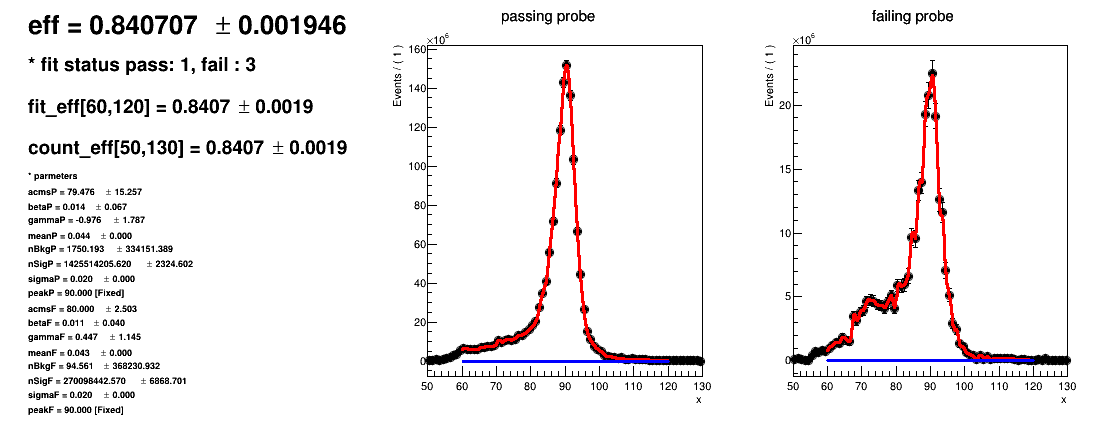 eff = 0.840707 ± 0.001946
* fit status pass: 1, fail : 3
fit_eff[60,120] = 0.8407 ± 0.0019
count_eff[50,130] = 0.8407 ± 0.0019
* parmeters
acmsP = 79.476 ± 15.257
betaP = 0.014 ± 0.067
gammaP = -0.976 ± 1.787
meanP = 0.044 ± 0.000
nBkgP = 1750.193 ± 334151.389
nSigP = 1425514205.620 ± 2324.602
sigmaP = 0.020 ± 0.000
peakP = 90.000 [Fixed]
acmsF = 80.000 ± 2.503
betaF = 0.011 ± 0.040
gammaF = 0.447 ± 1.145
meanF = 0.043 ± 0.000
nBkgF = 94.561 ± 368230.932
nSigF = 270098442.570 ± 6868.701
sigmaF = 0.020 ± 0.000
peakF = 90.000 [Fixed]
passing probe
×10⁶
Events / ( 1 )
160
140
120
100
80
60
40
20
0
50 60 70 80 90 100 110 120 130
x
failing probe
×10⁶
Events / ( 1 )
20
15
10
5
0
50 60 70 80 90 100 110 120 130
x